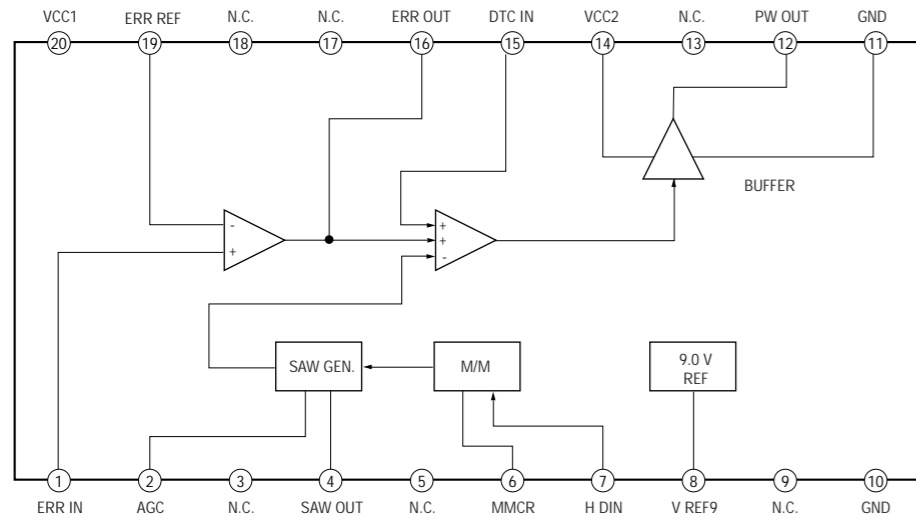 VCC1 ERR REF N.C. N.C. ERR OUT DTC IN VCC2 N.C. PW OUT GND
20 19 18 17 16 15 14 13 12 11
BUFFER
- + +
+ + -
SAW GEN. M/M 9.0 V
REF
1 2 3 4 5 6 7 8 9 10
ERR IN AGC N.C. SAW OUT N.C. MMCR H DIN V REF9 N.C. GND